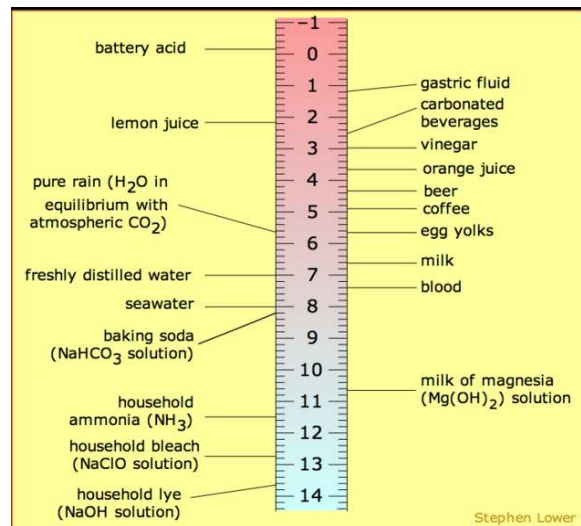 battery acid
lemon juice
pure rain (H₂O in
equilibrium with
atmospheric CO₂)
freshly distilled water
seawater
baking soda
(NaHCO₃ solution)
household
ammonia (NH₃)
household bleach
(NaClO solution)
household lye
(NaOH solution)
–1
0
1
2
3
4
5
6
7
8
9
10
11
12
13
14
gastric fluid
carbonated
beverages
vinegar
orange juice
beer
coffee
egg yolks
milk
blood
milk of magnesia
(Mg(OH)₂) solution
Stephen Lower